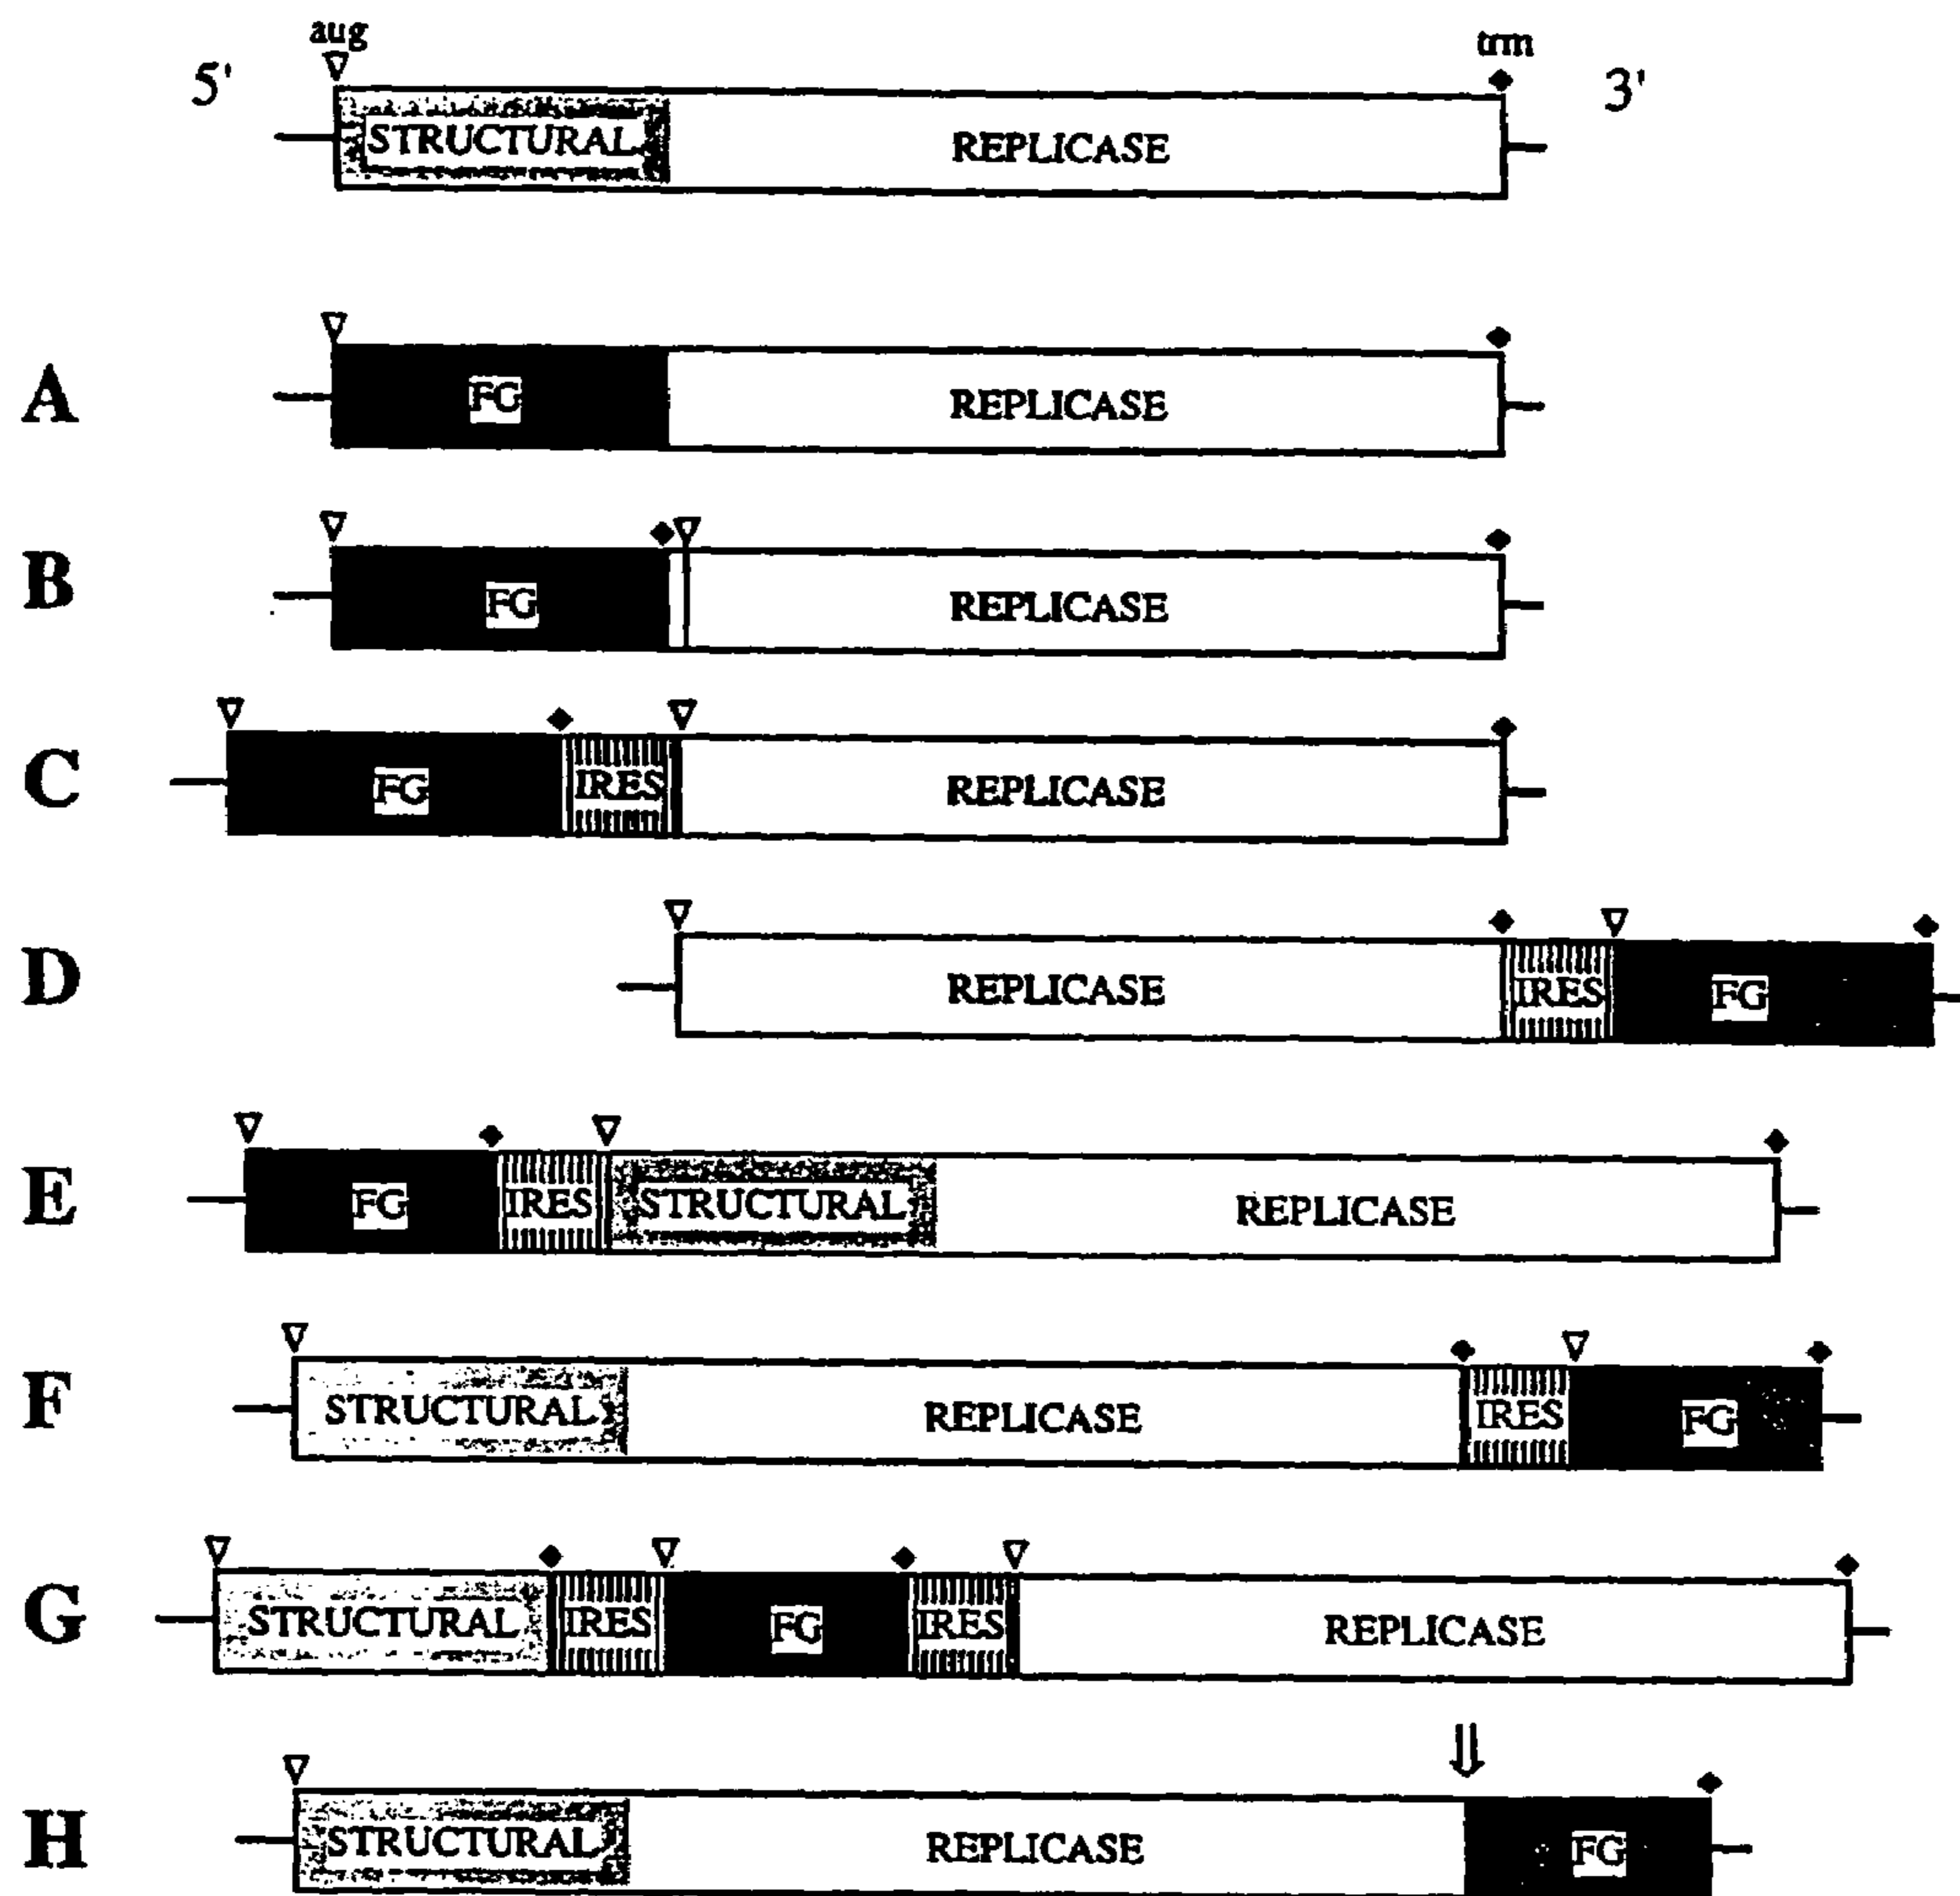 aug trm
5' 3'
STRUCTURAL REPLICASE
A FG REPLICASE
B FG REPLICASE
C FG IRES REPLICASE
D REPLICASE IRES FG
E FG IRES STRUCTURAL REPLICASE
F STRUCTURAL REPLICASE IRES FG
G STRUCTURAL IRES FG IRES REPLICASE
H STRUCTURAL REPLICASE FG